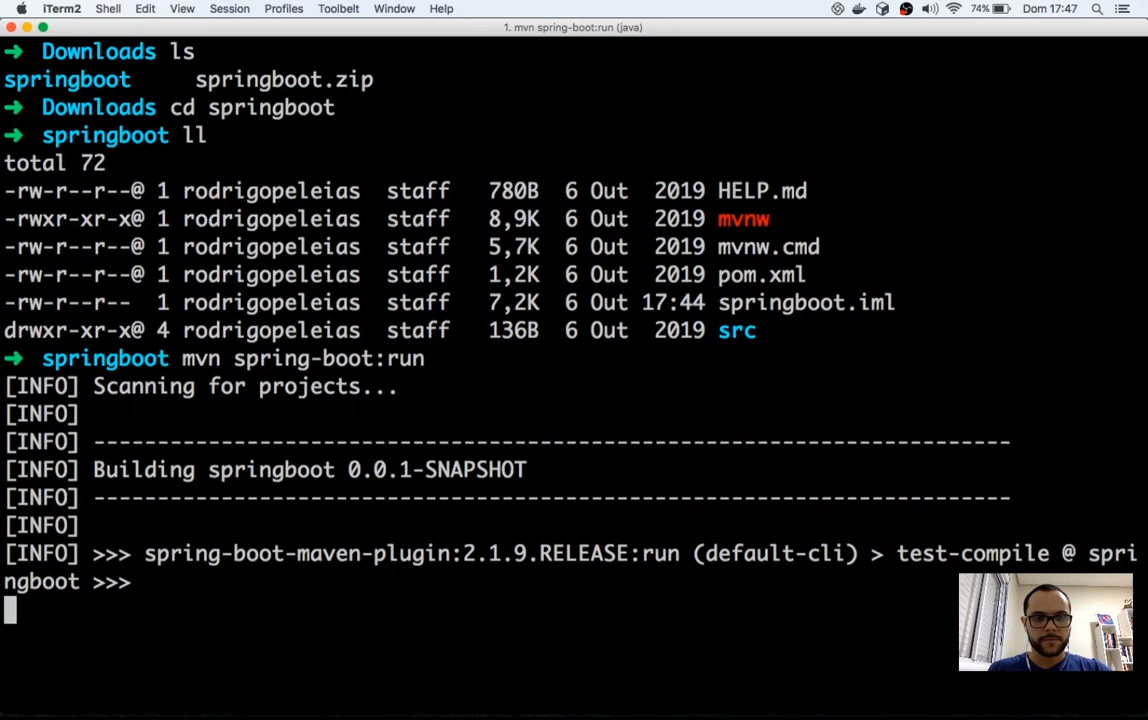 iTerm2 Shell Edit View Session Profiles Toolbelt Window Help 74% Dom 17:47
1. mvn spring-boot:run (java)
➜ Downloads ls
springboot springboot.zip
➜ Downloads cd springboot
➜ springboot ll
total 72
-rw-r--r--@ 1 rodrigopeleias staff 780B 6 Out 2019 HELP.md
-rwxr-xr-x@ 1 rodrigopeleias staff 8,9K 6 Out 2019 mvnw
-rw-r--r--@ 1 rodrigopeleias staff 5,7K 6 Out 2019 mvnw.cmd
-rw-r--r--@ 1 rodrigopeleias staff 1,2K 6 Out 2019 pom.xml
-rw-r--r-- 1 rodrigopeleias staff 7,2K 6 Out 17:44 springboot.iml
drwxr-xr-x@ 4 rodrigopeleias staff 136B 6 Out 2019 src
➜ springboot mvn spring-boot:run
[INFO] Scanning for projects...
[INFO]
[INFO] ------------------------------------------------------------------------
[INFO] Building springboot 0.0.1-SNAPSHOT
[INFO] ------------------------------------------------------------------------
[INFO]
[INFO] >>> spring-boot-maven-plugin:2.1.9.RELEASE:run (default-cli) > test-compile @ spri
ngboot >>>